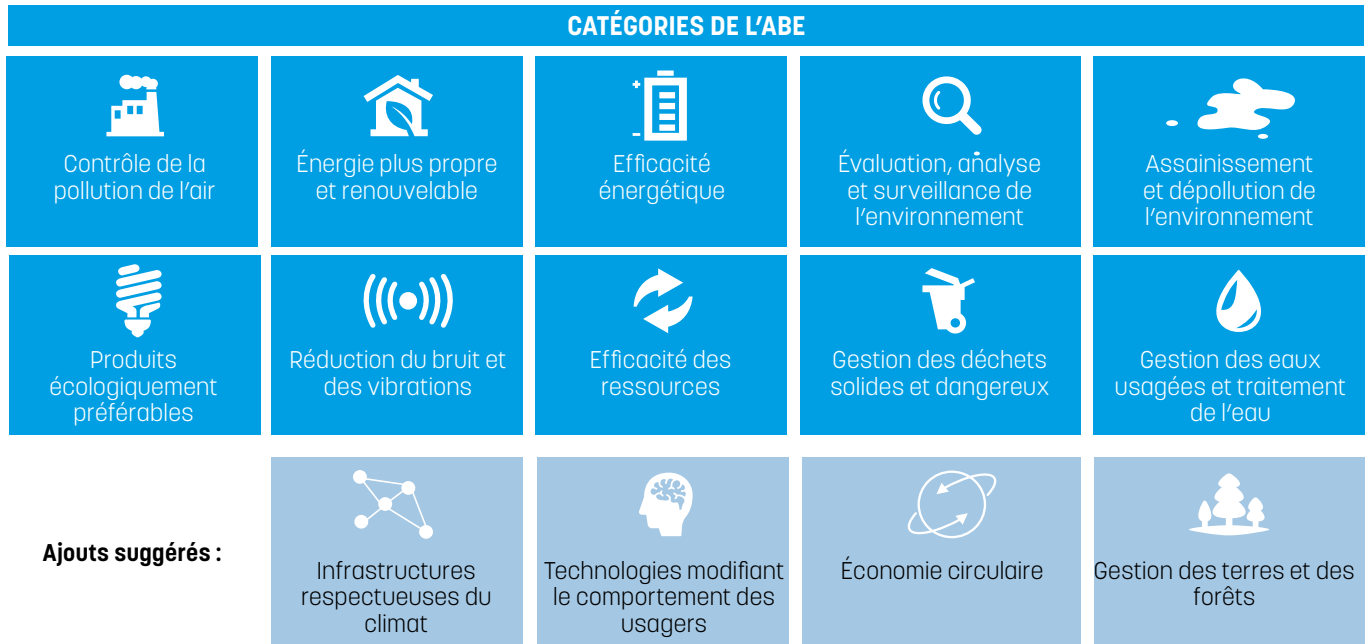 CATÉGORIES DE L'ABE
Contrôle de la
pollution de l'air
Énergie plus propre
et renouvelable
Efficacité
énergétique
Évaluation, analyse
et surveillance de
l'environnement
Assainissement
et dépollution de
l'environnement
Produits
écologiquement
préférables
Réduction du bruit et
des vibrations
Efficacité des
ressources
Gestion des déchets
solides et dangereux
Gestion des eaux
usagées et traitement
de l'eau
Ajouts suggérés :
Infrastructures
respectueuses du
climat
Technologies modifiant
le comportement des
usagers
Économie circulaire
Gestion des terres et des
forêts